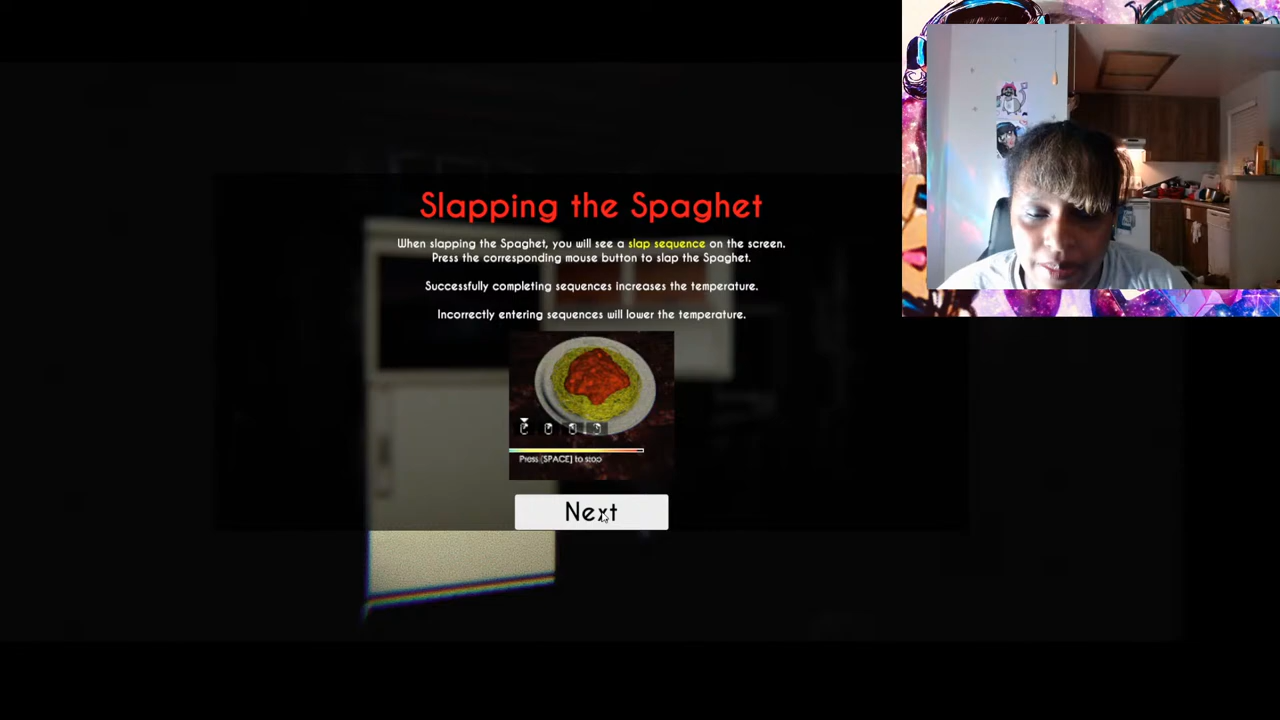 Slapping the Spaghet
When slapping the Spaghet, you will see a slap sequence on the screen.
Press the corresponding mouse button to slap the Spaghet.
Successfully completing sequences increases the temperature.
Incorrectly entering sequences will lower the temperature.
Press [SPACE] to stop
Next